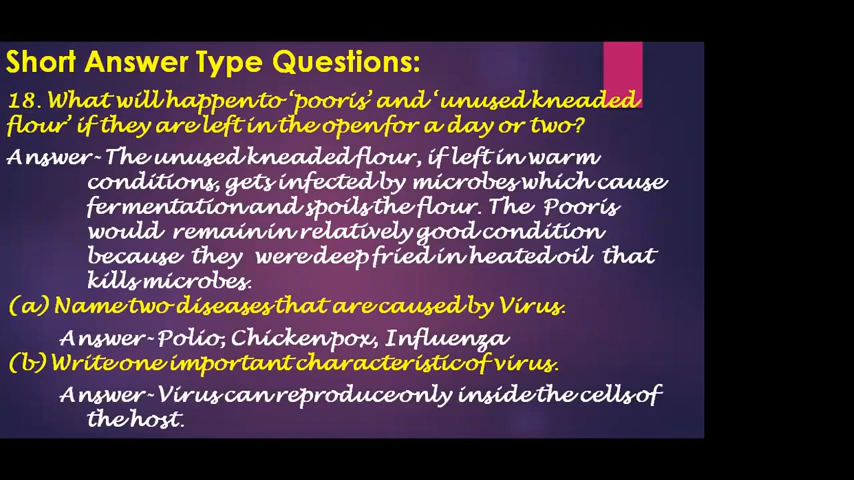 Short Answer Type Questions:
18. What will happen to ‘pooris’ and ‘unused kneaded
flour’ if they are left in the open for a day or two?
Answer- The unused kneaded flour, if left in warm
conditions, gets infected by microbes which cause
fermentation and spoils the flour. The Pooris
would remain in relatively good condition
because they were deep fried in heated oil that
kills microbes.
(a) Name two diseases that are caused by Virus.
Answer- Polio, Chicken pox, Influenza
(b) Write one important characteristic of virus.
Answer- Virus can reproduce only inside the cells of
the host.